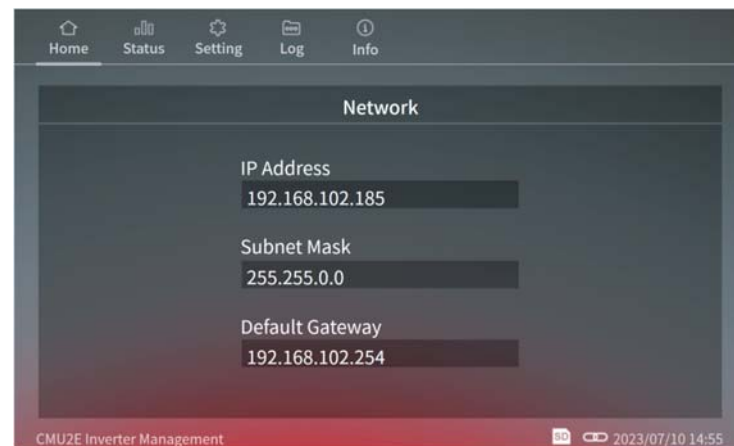 Home Status Setting Log Info
Network
IP Address
192.168.102.185
Subnet Mask
255.255.0.0
Default Gateway
192.168.102.254
CMU2E Inverter Management SD 2023/07/10 14:55